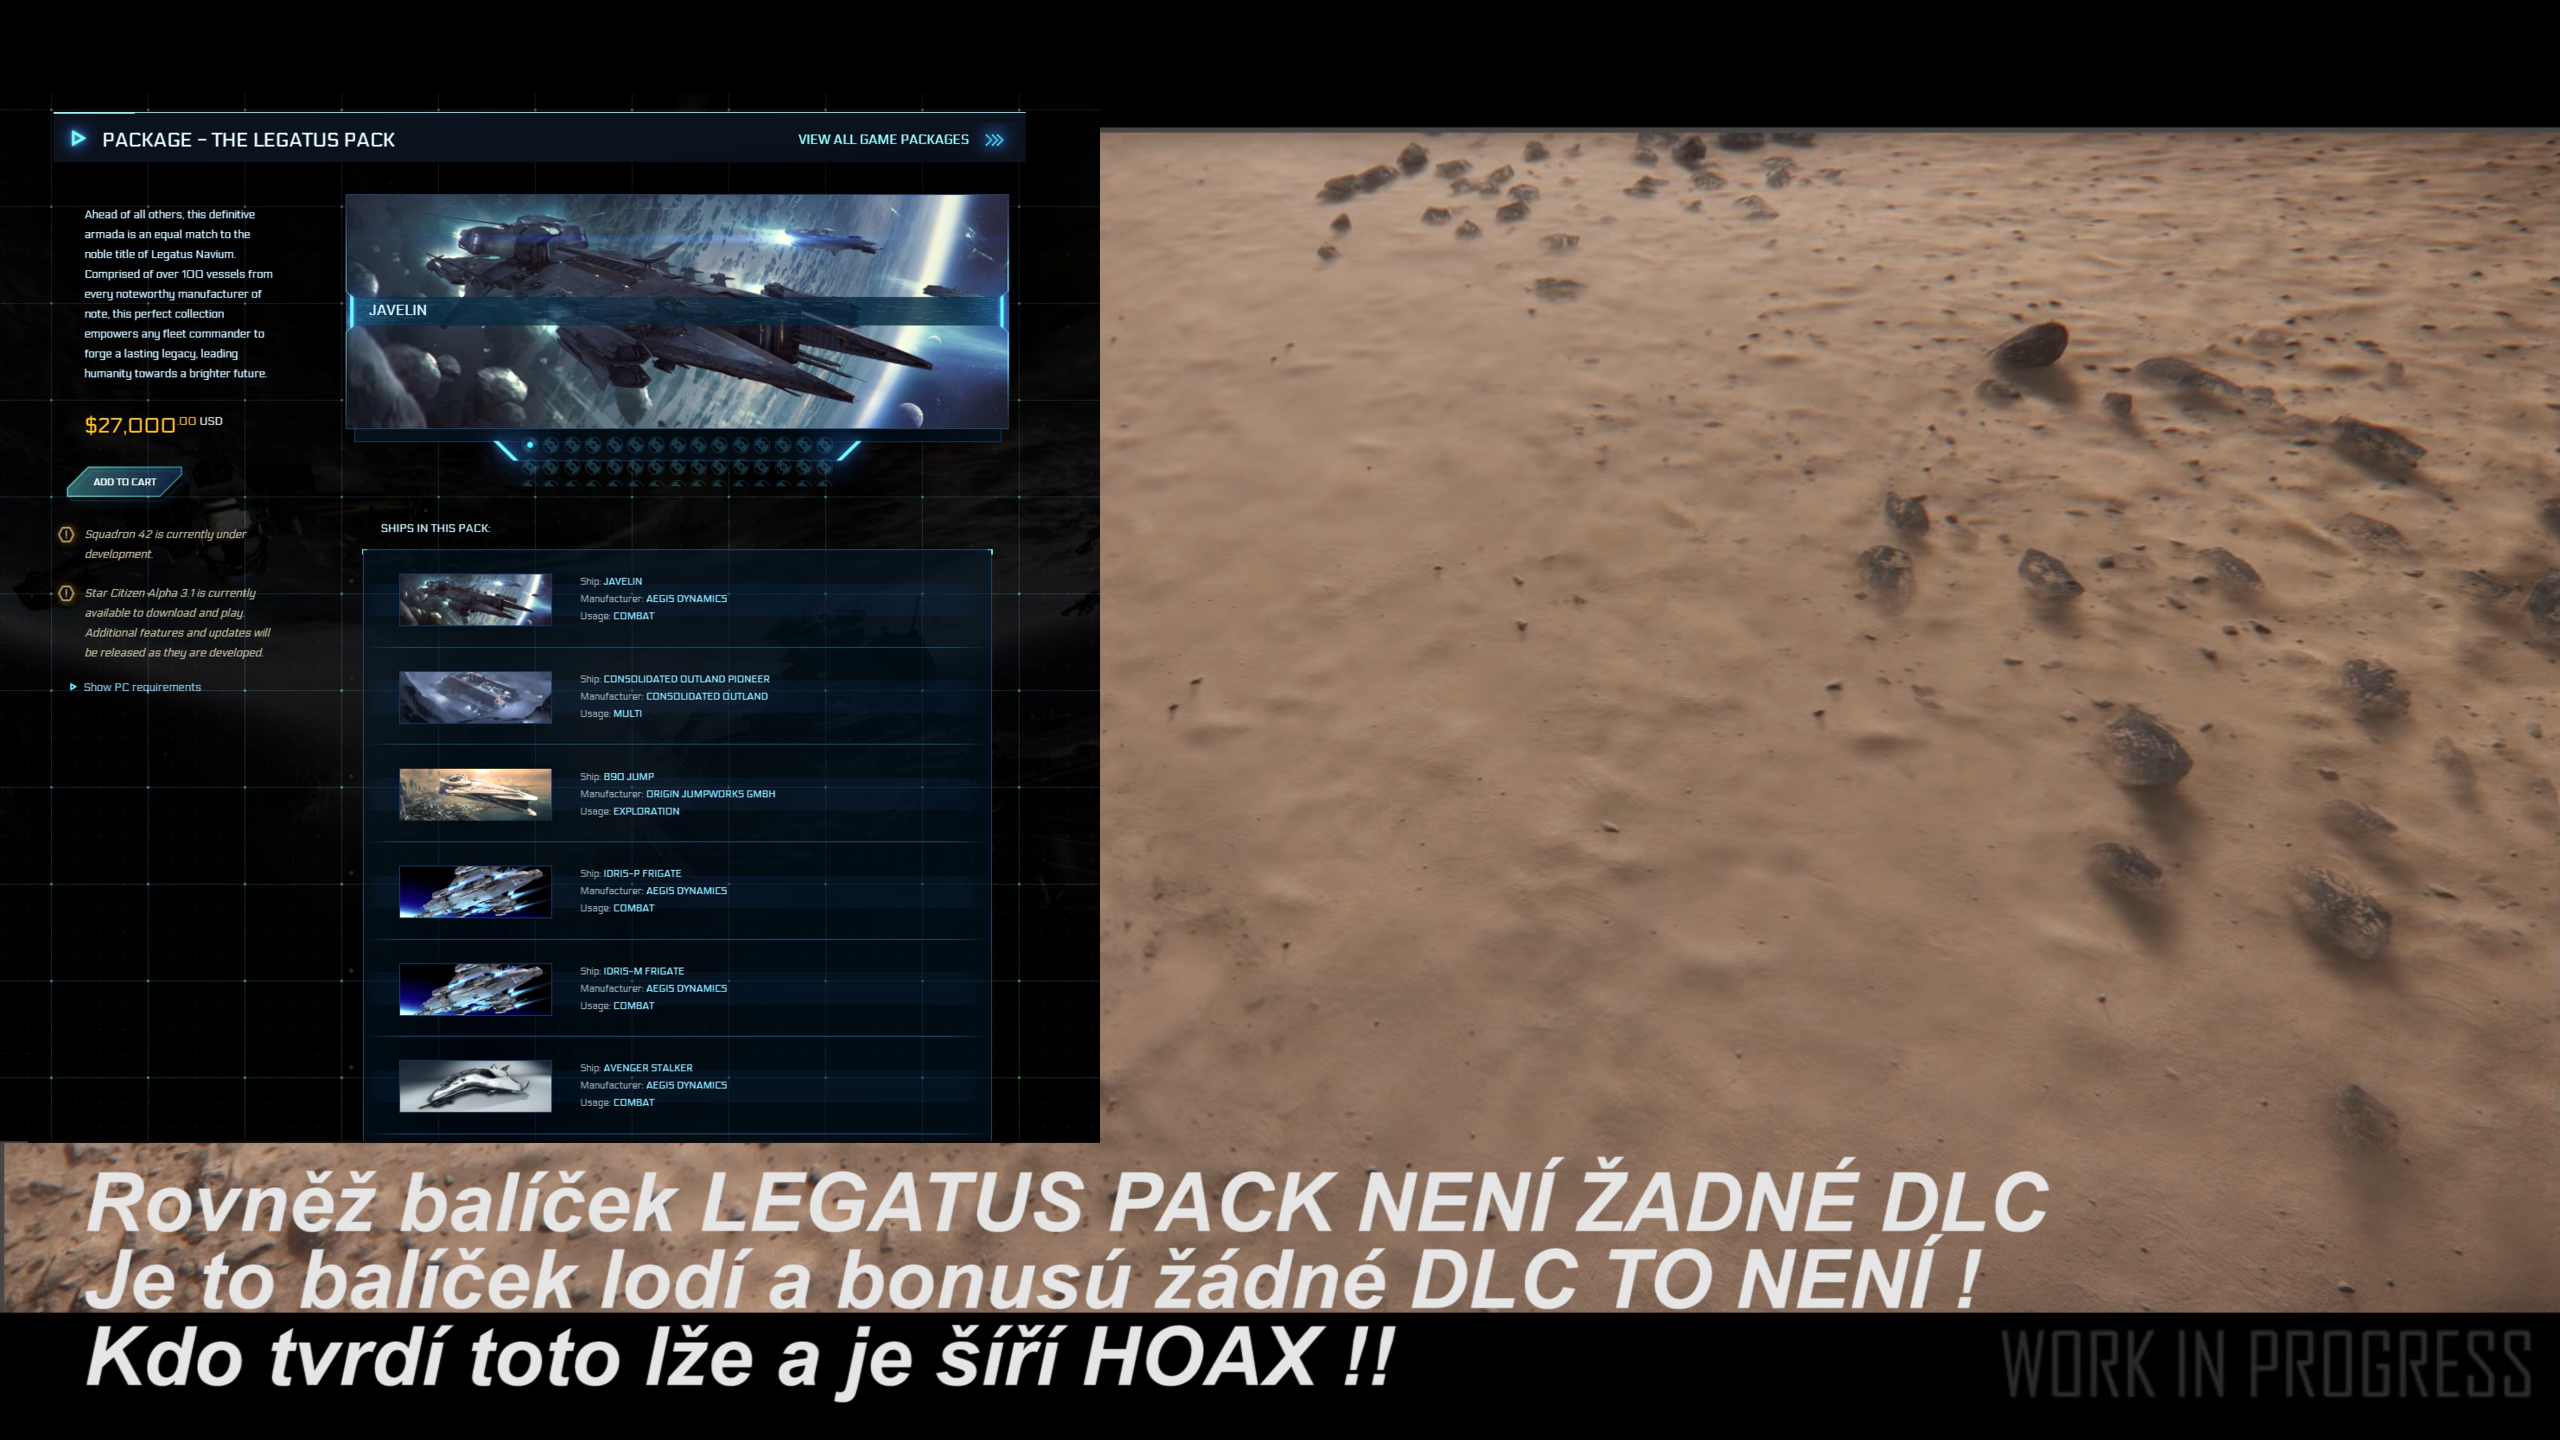 PACKAGE - THE LEGATUS PACK
VIEW ALL GAME PACKAGES
Ahead of all others, this definitive
armada is an equal match to the
noble title of Legatus Navium.
Comprised of over 100 vessels from
every noteworthy manufacturer of
note, this perfect collection
empowers any fleet commander to
forge a lasting legacy, leading
humanity towards a brighter future.
$27,000.00 USD
ADD TO CART
Squadron 42 is currently under
development.
Star Citizen Alpha 3.1 is currently
available to download and play.
Additional features and updates will
be released as they are developed.
Show PC requirements
JAVELIN
SHIPS IN THIS PACK:
Ship: JAVELIN
Manufacturer: AEGIS DYNAMICS
Usage: COMBAT
Ship: CONSOLIDATED OUTLAND PIONEER
Manufacturer: CONSOLIDATED OUTLAND
Usage: MULTI
Ship: 890 JUMP
Manufacturer: ORIGIN JUMPWORKS GMBH
Usage: EXPLORATION
Ship: IDRIS-P FRIGATE
Manufacturer: AEGIS DYNAMICS
Usage: COMBAT
Ship: IDRIS-M FRIGATE
Manufacturer: AEGIS DYNAMICS
Usage: COMBAT
Ship: AVENGER STALKER
Manufacturer: AEGIS DYNAMICS
Usage: COMBAT
Rovněž balíček LEGATUS PACK NENÍ ŽADNÉ DLC
Je to balíček lodí a bonusú žádné DLC TO NENÍ !
Kdo tvrdí toto lže a je šíří HOAX !!
WORK IN PROGRESS